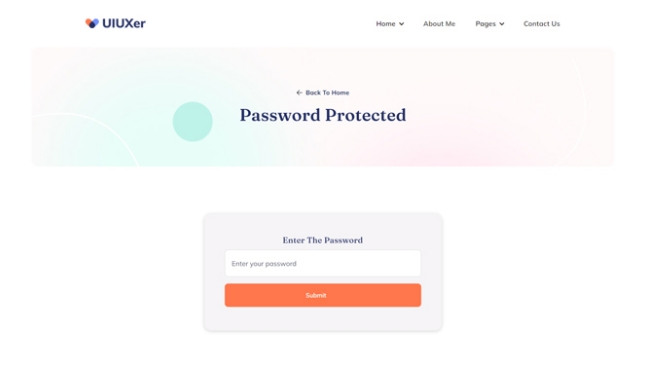 UIUXer
Home About Me Pages Contact Us
Back To Home
Password Protected
Enter The Password
Enter your password
Submit